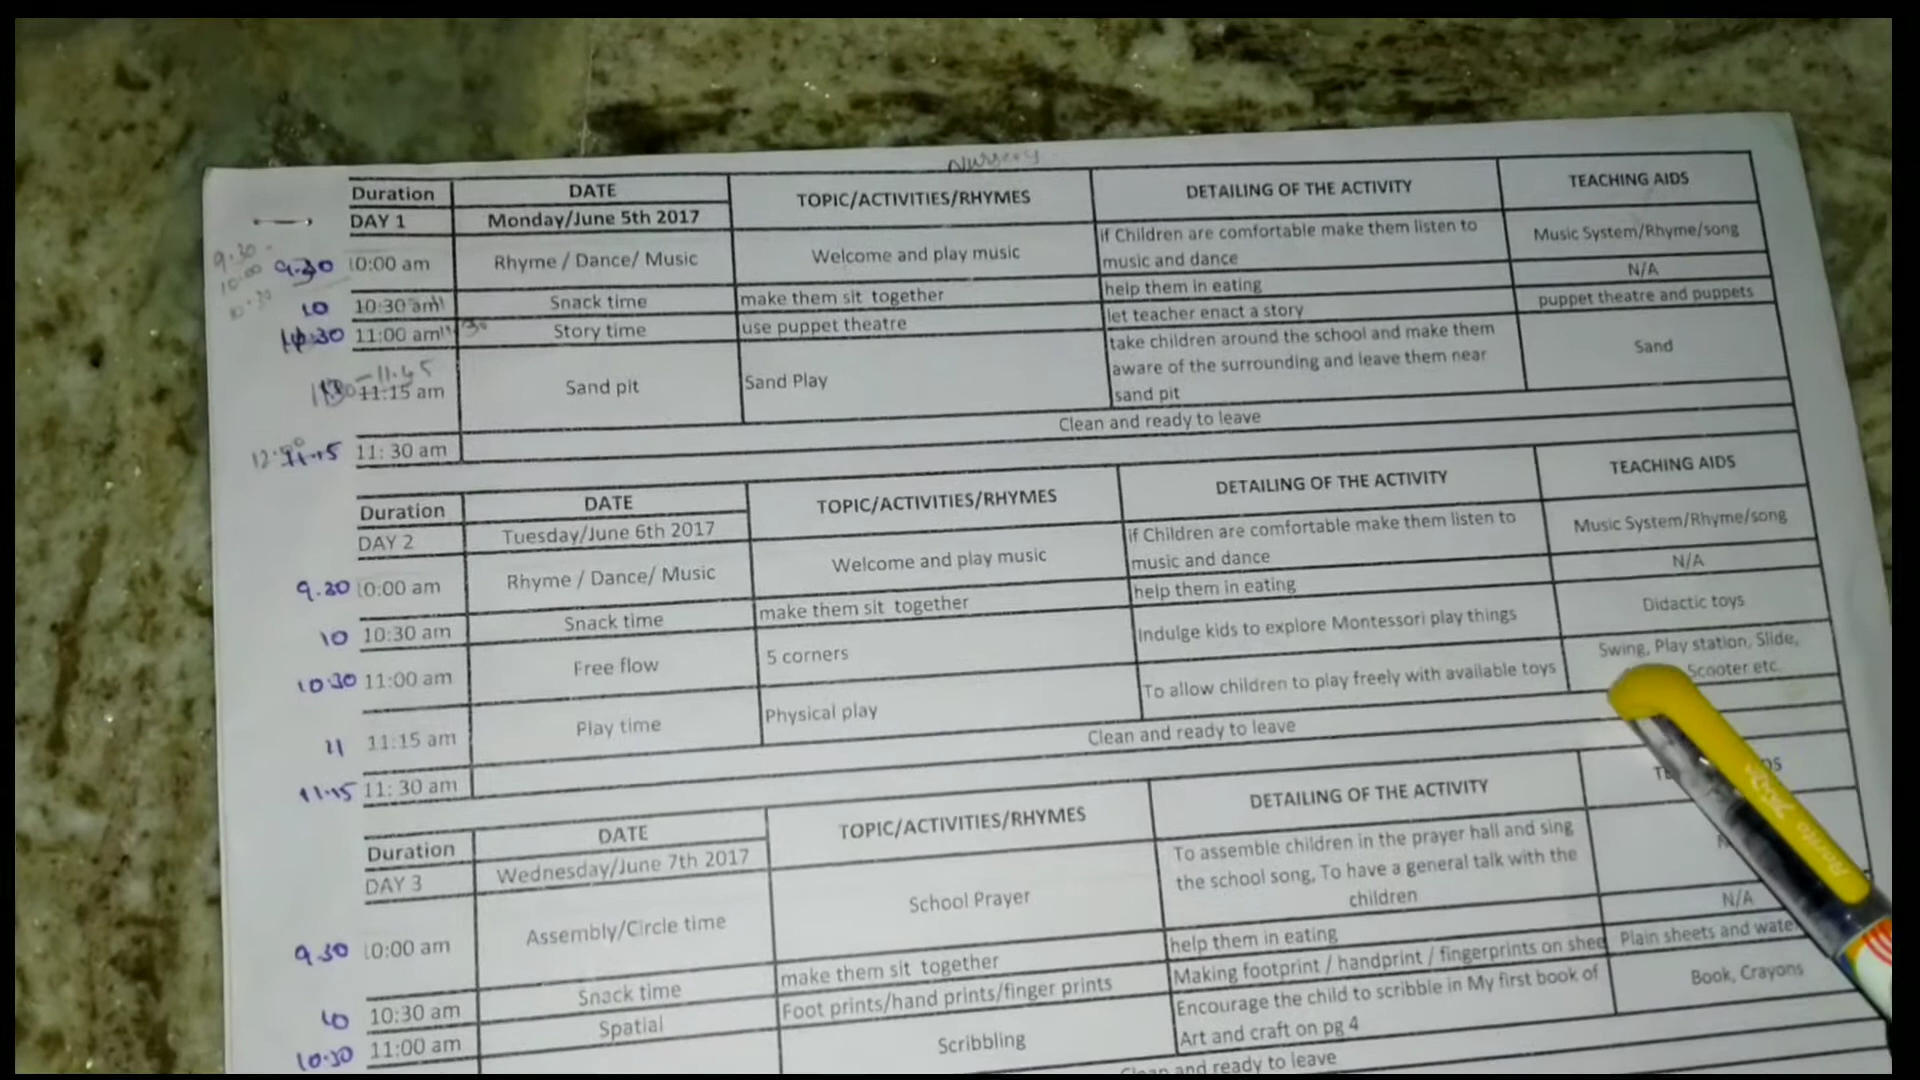 Nursery
Duration DATE TOPIC/ACTIVITIES/RHYMES DETAILING OF THE ACTIVITY TEACHING AIDS
DAY 1 Monday/June 5th 2017
9.30 -
10:00
10.30
9.30 10:00 am Rhyme / Dance/ Music Welcome and play music if Children are comfortable make them listen to music and dance Music System/Rhyme/song
10 10:30 am Snack time make them sit together help them in eating N/A
10.30 11:00 am Story time use puppet theatre let teacher enact a story puppet theatre and puppets
- 11.45
11:15 am Sand pit Sand Play take children around the school and make them aware of the surrounding and leave them near sand pit Sand
11.15 11: 30 am Clean and ready to leave
Duration DATE TOPIC/ACTIVITIES/RHYMES DETAILING OF THE ACTIVITY TEACHING AIDS
DAY 2 Tuesday/June 6th 2017
9.30 10:00 am Rhyme / Dance/ Music Welcome and play music if Children are comfortable make them listen to music and dance Music System/Rhyme/song
10 10:30 am Snack time make them sit together help them in eating N/A
10.30 11:00 am Free flow 5 corners Indulge kids to explore Montessori play things Didactic toys
11 11:15 am Play time Physical play To allow children to play freely with available toys Swing, Play station, Slide, Scooter etc.
11.15 11: 30 am Clean and ready to leave
Duration DATE TOPIC/ACTIVITIES/RHYMES DETAILING OF THE ACTIVITY
DAY 3 Wednesday/June 7th 2017
9.30 10:00 am Assembly/Circle time School Prayer To assemble children in the prayer hall and sing the school song, To have a general talk with the children
10 10:30 am Snack time make them sit together help them in eating N/A
10.30 11:00 am Spatial Foot prints/hand prints/finger prints Making footprint / handprint / fingerprints on Plain sheets and
Scribbling Encourage the child to scribble in My first book of Art and craft on pg 4 Book, Crayons
and ready to leave